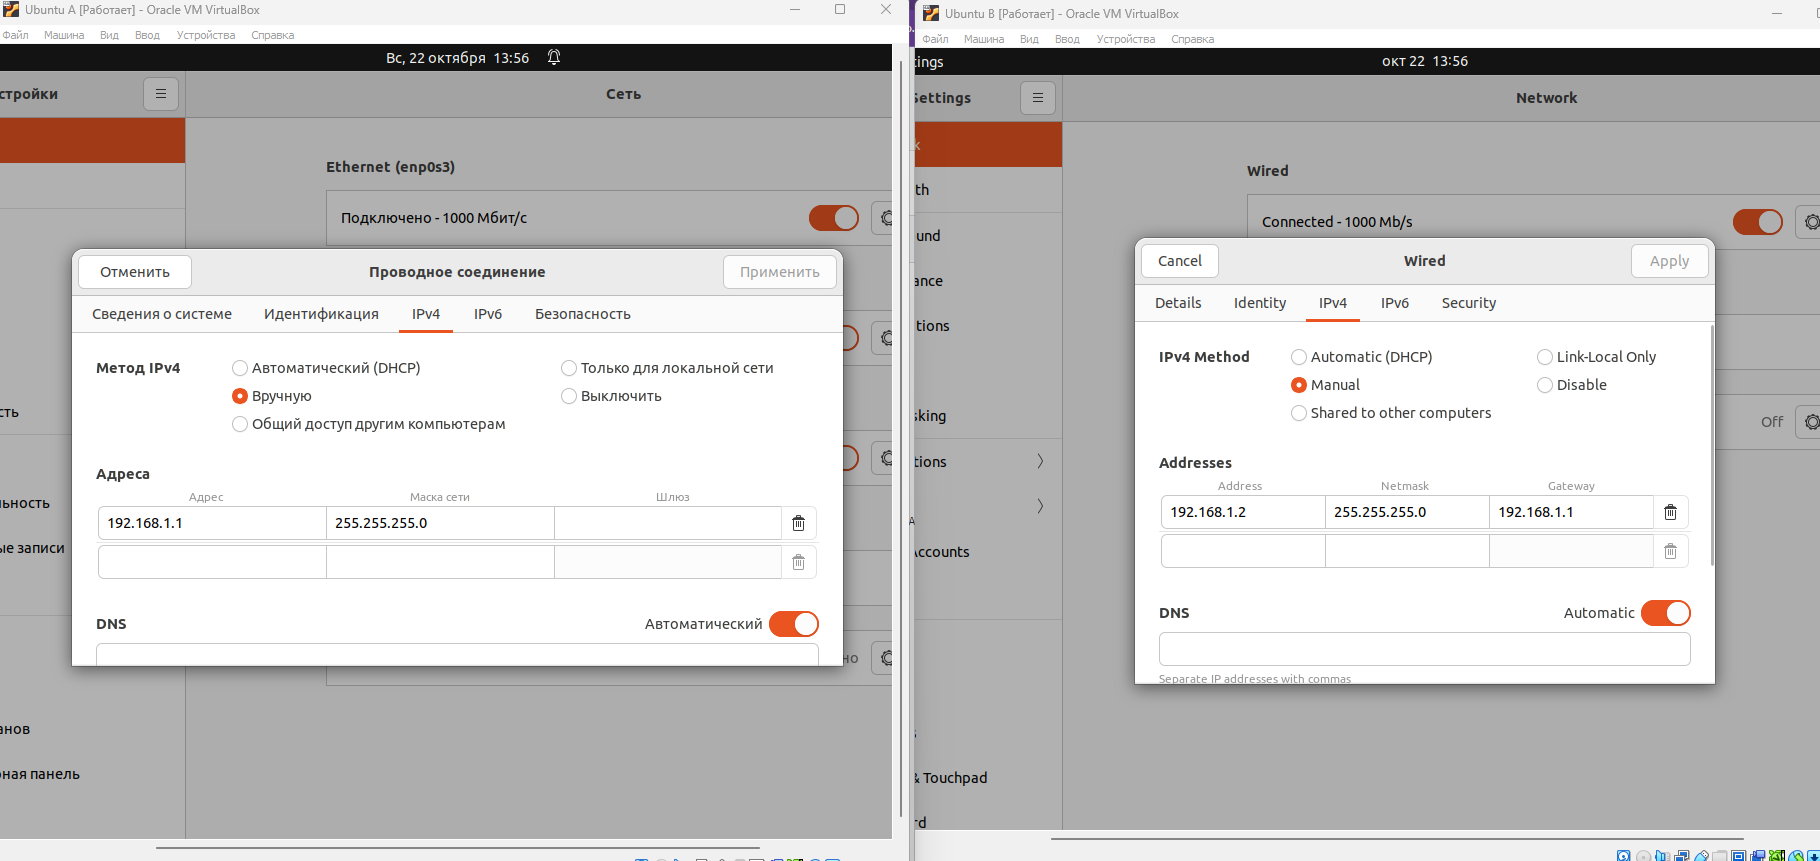 Ubuntu A [Работает] - Oracle VM VirtualBox
Файл Машина Вид Ввод Устройства Справка
Вс, 22 октября 13:56
стройки
Сеть
Ethernet (enp0s3)
Подключено - 1000 Мбит/с
Отменить
Проводное соединение
Применить
Сведения о системе Идентификация IPv4 IPv6 Безопасность
Метод IPv4
Автоматический (DHCP)
Только для локальной сети
Вручную
Выключить
Общий доступ другим компьютерам
Адреса
Адрес Маска сети Шлюз
192.168.1.1 255.255.255.0
DNS
Автоматический
сть
льность
ые записи
но
анов
ная панель
Ubuntu B [Работает] - Oracle VM VirtualBox
Файл Машина Вид Ввод Устройства Справка
tings
окт 22 13:56
Settings
Network
k
th
und
ance
tions
king
tions
Accounts
& Touchpad
rd
Wired
Connected - 1000 Mb/s
Cancel
Wired
Apply
Details Identity IPv4 IPv6 Security
IPv4 Method
Automatic (DHCP)
Link-Local Only
Manual
Disable
Shared to other computers
Off
Addresses
Address Netmask Gateway
192.168.1.2 255.255.255.0 192.168.1.1
DNS
Automatic
Separate IP addresses with commas